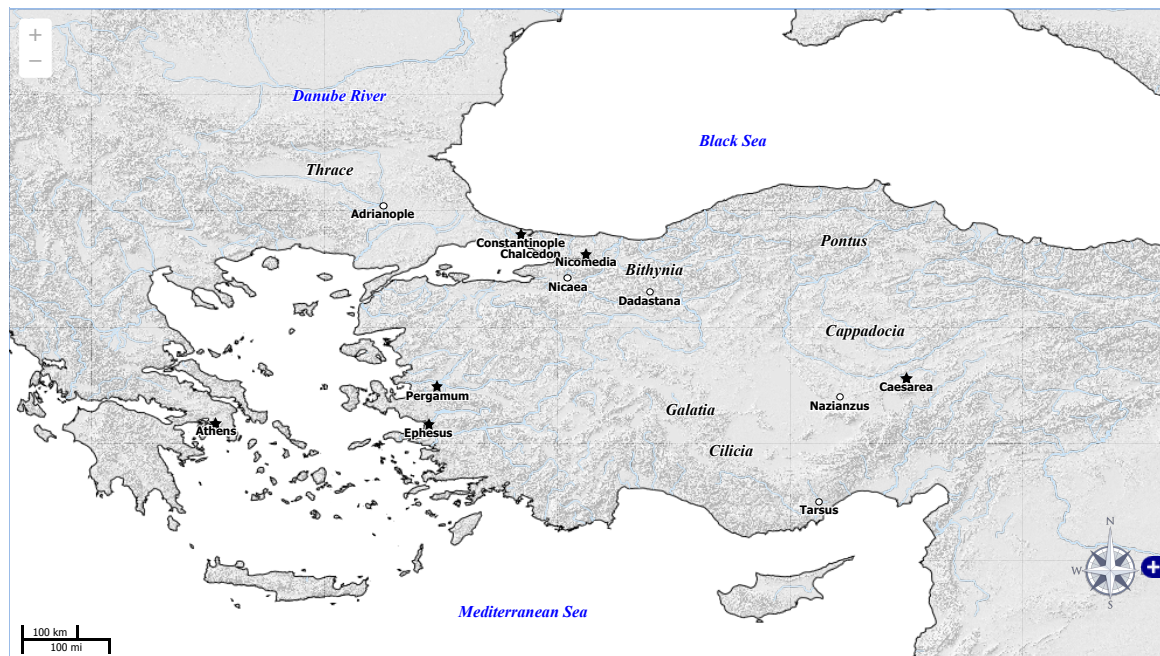 +
−
Danube River
Black Sea
Thrace
Adrianople
Constantinople
Chalcedon
Nicomedia
Pontus
Bithynia
Nicaea
Dadastana
Cappadocia
Pergamum
Caesarea
Nazianzus
Galatia
Athens
Ephesus
Cilicia
Tarsus
N
W
S
+
Mediterranean Sea
100 km
100 mi